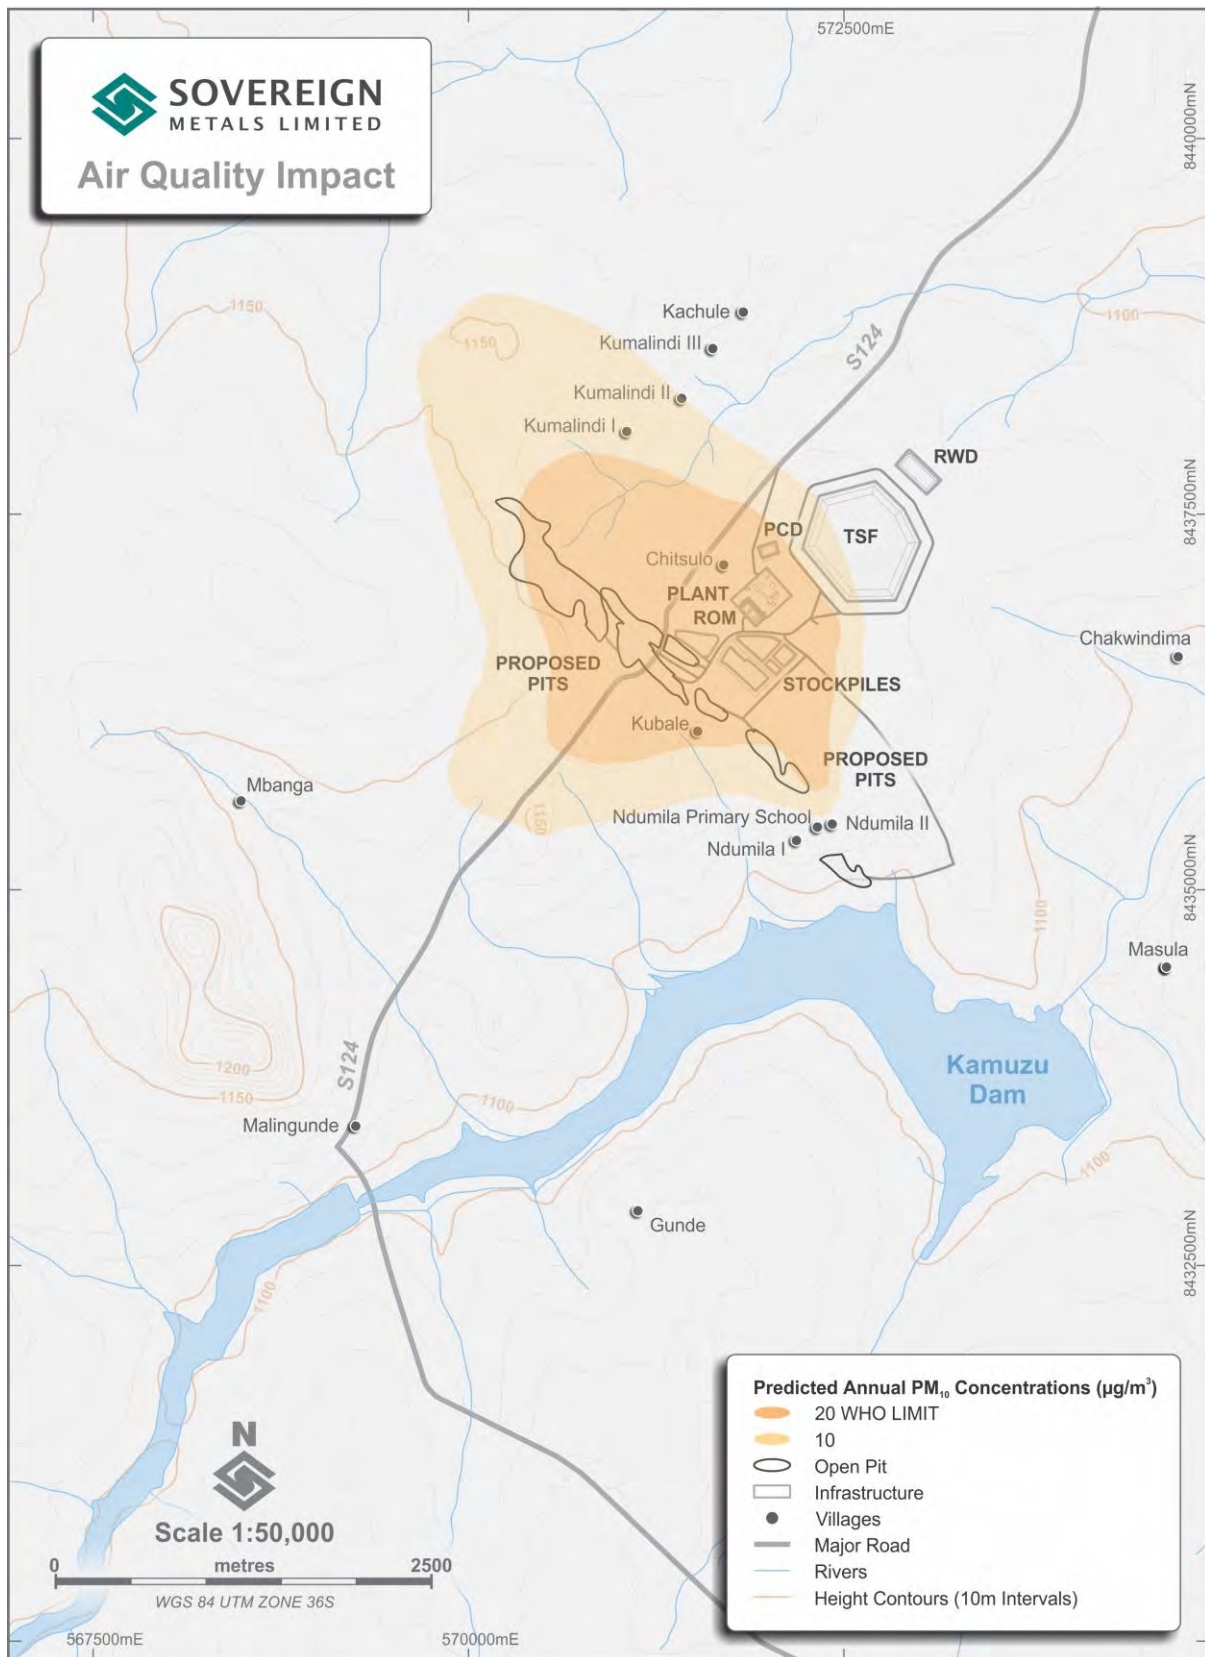 572500mE
SOVEREIGN
METALS LIMITED
Air Quality Impact
8440000mN
1150
1100
Kachule
1150
Kumalindi III
S124
Kumalindi II
Kumalindi I
RWD
8437500mN
PCD
TSF
Chitsulo
PLANT
ROM
Chakwindima
PROPOSED
PITS
STOCKPILES
Kubale
PROPOSED
PITS
Mbanga
1150
Ndumila Primary School
Ndumila II
Ndumila I
8435000mN
1100
Masula
S124
1200
1150
Kamuzu
Dam
1100
Malingunde
1100
Gunde
8432500mN
1100
Predicted Annual PM₁₀ Concentrations (µg/m³)
20 WHO LIMIT
10
Open Pit
Infrastructure
Villages
Major Road
Rivers
Height Contours (10m Intervals)
N
Scale 1:50,000
0 metres 2500
WGS 84 UTM ZONE 36S
567500mE
570000mE